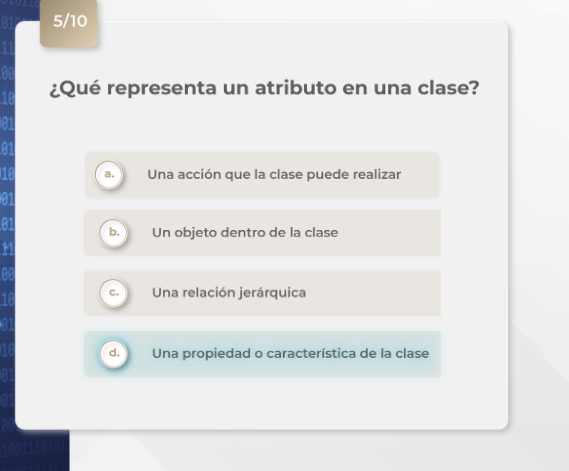 5/10
¿Qué representa un atributo en una clase?
a. Una acción que la clase puede realizar
b. Un objeto dentro de la clase
c. Una relación jerárquica
d. Una propiedad o característica de la clase